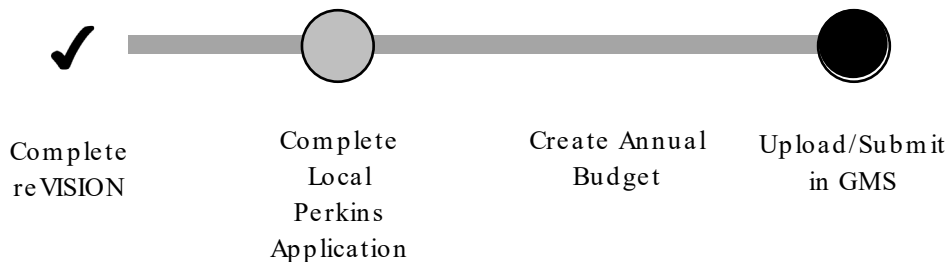 Complete
reVISION
Complete
Local
Perkins
Application
Create Annual
Budget
Upload/Submit
in GMS